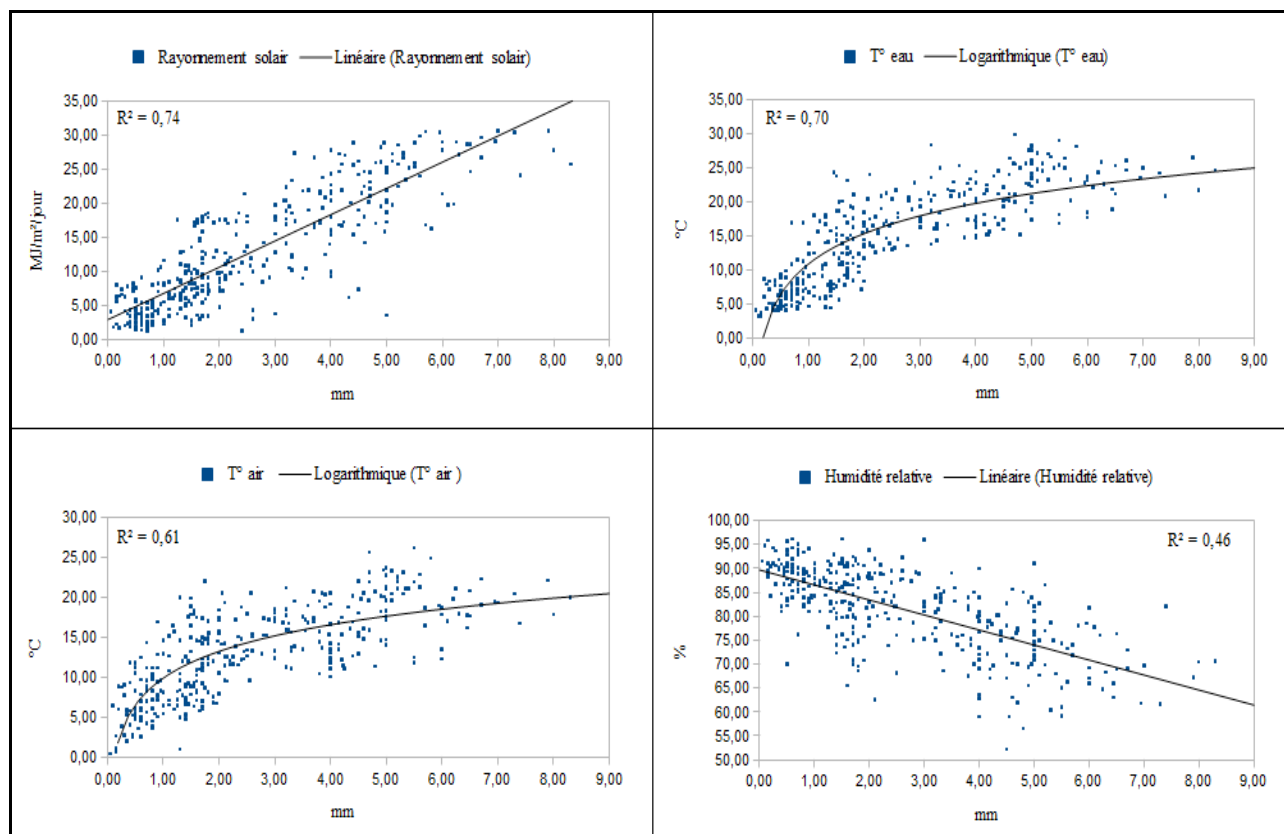 Rayonnement solair Linéaire (Rayonnement solair)
35,00
R² = 0,74
30,00
25,00
20,00
15,00
10,00
5,00
0,00
MJ/m²/jour
0,00 1,00 2,00 3,00 4,00 5,00 6,00 7,00 8,00 9,00
mm
T° eau Logarithmique (T° eau)
35,00
R² = 0,70
30,00
25,00
20,00
15,00
10,00
5,00
0,00
°C
0,00 1,00 2,00 3,00 4,00 5,00 6,00 7,00 8,00 9,00
mm
T° air Logarithmique (T° air )
30,00
R² = 0,61
25,00
20,00
15,00
10,00
5,00
0,00
°C
0,00 1,00 2,00 3,00 4,00 5,00 6,00 7,00 8,00 9,00
mm
Humidité relative Linéaire (Humidité relative)
100,00
R² = 0,46
95,00
90,00
85,00
80,00
75,00
70,00
65,00
60,00
55,00
50,00
%
0,00 1,00 2,00 3,00 4,00 5,00 6,00 7,00 8,00 9,00
mm